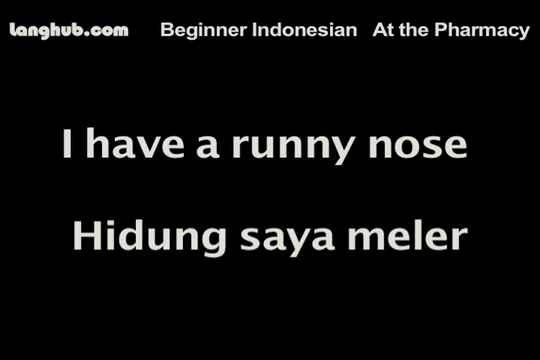 Langhub.com Beginner Indonesian At the Pharmacy
I have a runny nose
Hidung saya meler